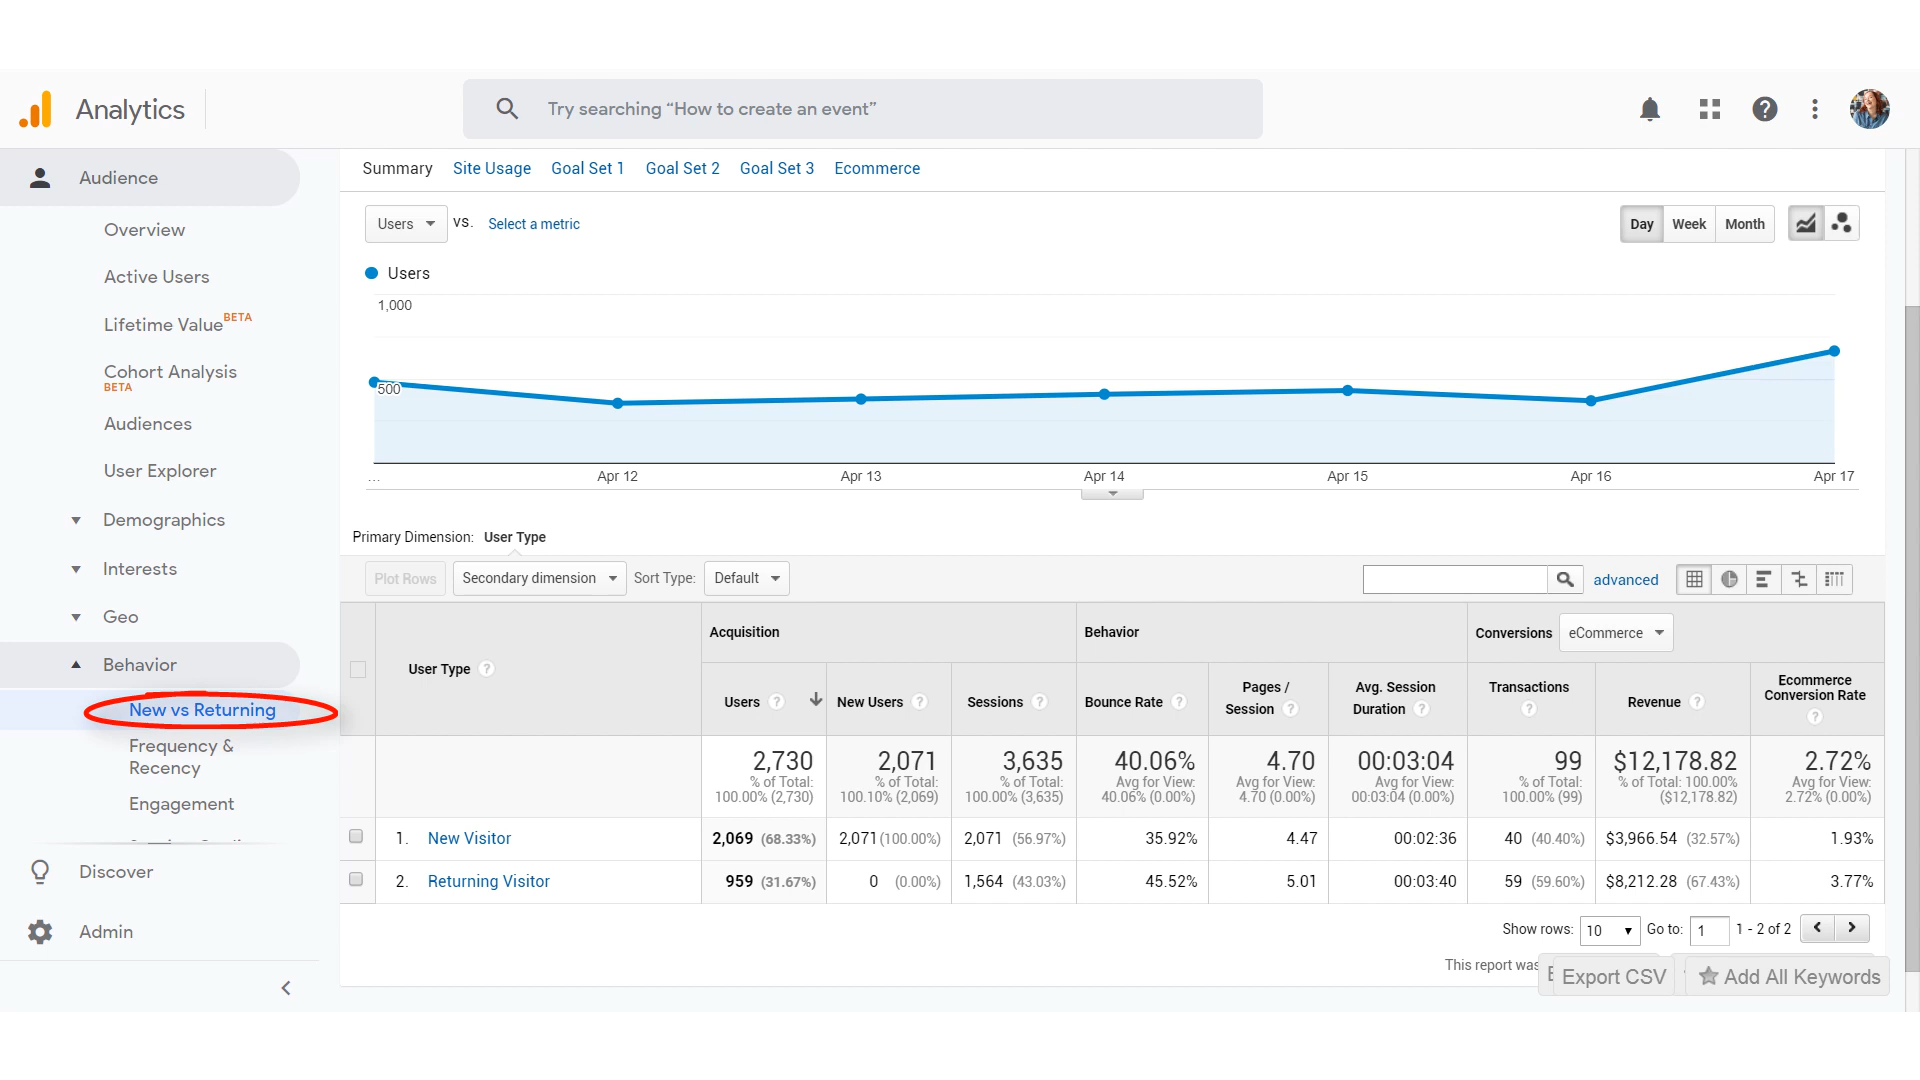 Analytics
Try searching “How to create an event”
Audience
Overview
Active Users
Lifetime Value BETA
Cohort Analysis
BETA
Audiences
User Explorer
Demographics
Interests
Geo
Behavior
New vs Returning
Frequency &
Recency
Engagement
Discover
Admin
Summary Site Usage Goal Set 1 Goal Set 2 Goal Set 3 Ecommerce
Users VS. Select a metric
Day Week Month
Users
1,000
500
... Apr 12 Apr 13 Apr 14 Apr 15 Apr 16 Apr 17
Primary Dimension: User Type
Plot Rows Secondary dimension Sort Type: Default advanced
Acquisition Behavior Conversions eCommerce
User Type ? Users ? New Users ? Sessions ? Bounce Rate ? Pages / Session ? Avg. Session Duration ? Transactions ? Revenue ? Ecommerce Conversion Rate ?
2,730 2,071 3,635 40.06% 4.70 00:03:04 99 $12,178.82 2.72%
% of Total: % of Total: % of Total: Avg for View: Avg for View: Avg for View: % of Total: % of Total: 100.00% Avg for View:
100.00% (2,730) 100.10% (2,069) 100.00% (3,635) 40.06% (0.00%) 4.70 (0.00%) 00:03:04 (0.00%) 100.00% (99) ($12,178.82) 2.72% (0.00%)
1. New Visitor 2,069 (68.33%) 2,071 (100.00%) 2,071 (56.97%) 35.92% 4.47 00:02:36 40 (40.40%) $3,966.54 (32.57%) 1.93%
2. Returning Visitor 959 (31.67%) 0 (0.00%) 1,564 (43.03%) 45.52% 5.01 00:03:40 59 (59.60%) $8,212.28 (67.43%) 3.77%
Show rows: 10 Go to: 1 1 - 2 of 2
This report was
Export CSV Add All Keywords